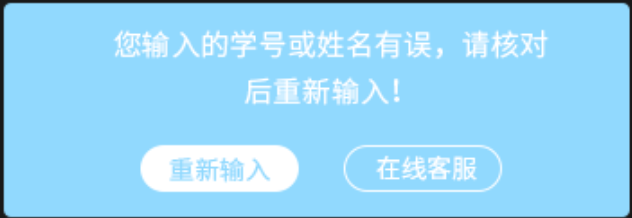 您输入的学号或姓名有误，请核对
后重新输入！
重新输入
在线客服